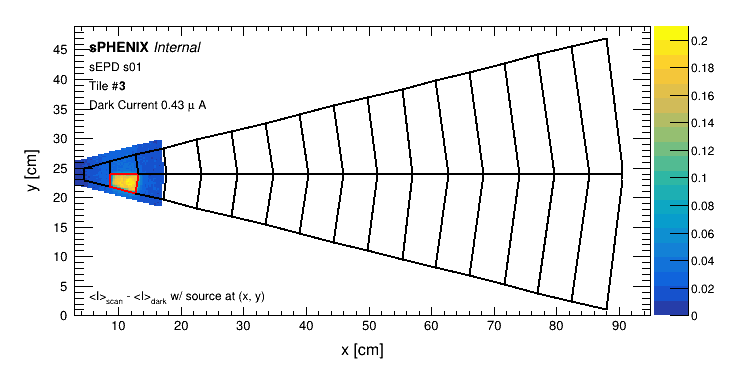 sPHENIX Internal
sEPD s01
Tile #3
Dark Current 0.43 μ A
<I>scan - <I>dark w/ source at (x, y)
y [cm]
45
40
35
30
25
20
15
10
5
0
10 20 30 40 50 60 70 80 90
x [cm]
0.2
0.18
0.16
0.14
0.12
0.1
0.08
0.06
0.04
0.02
0